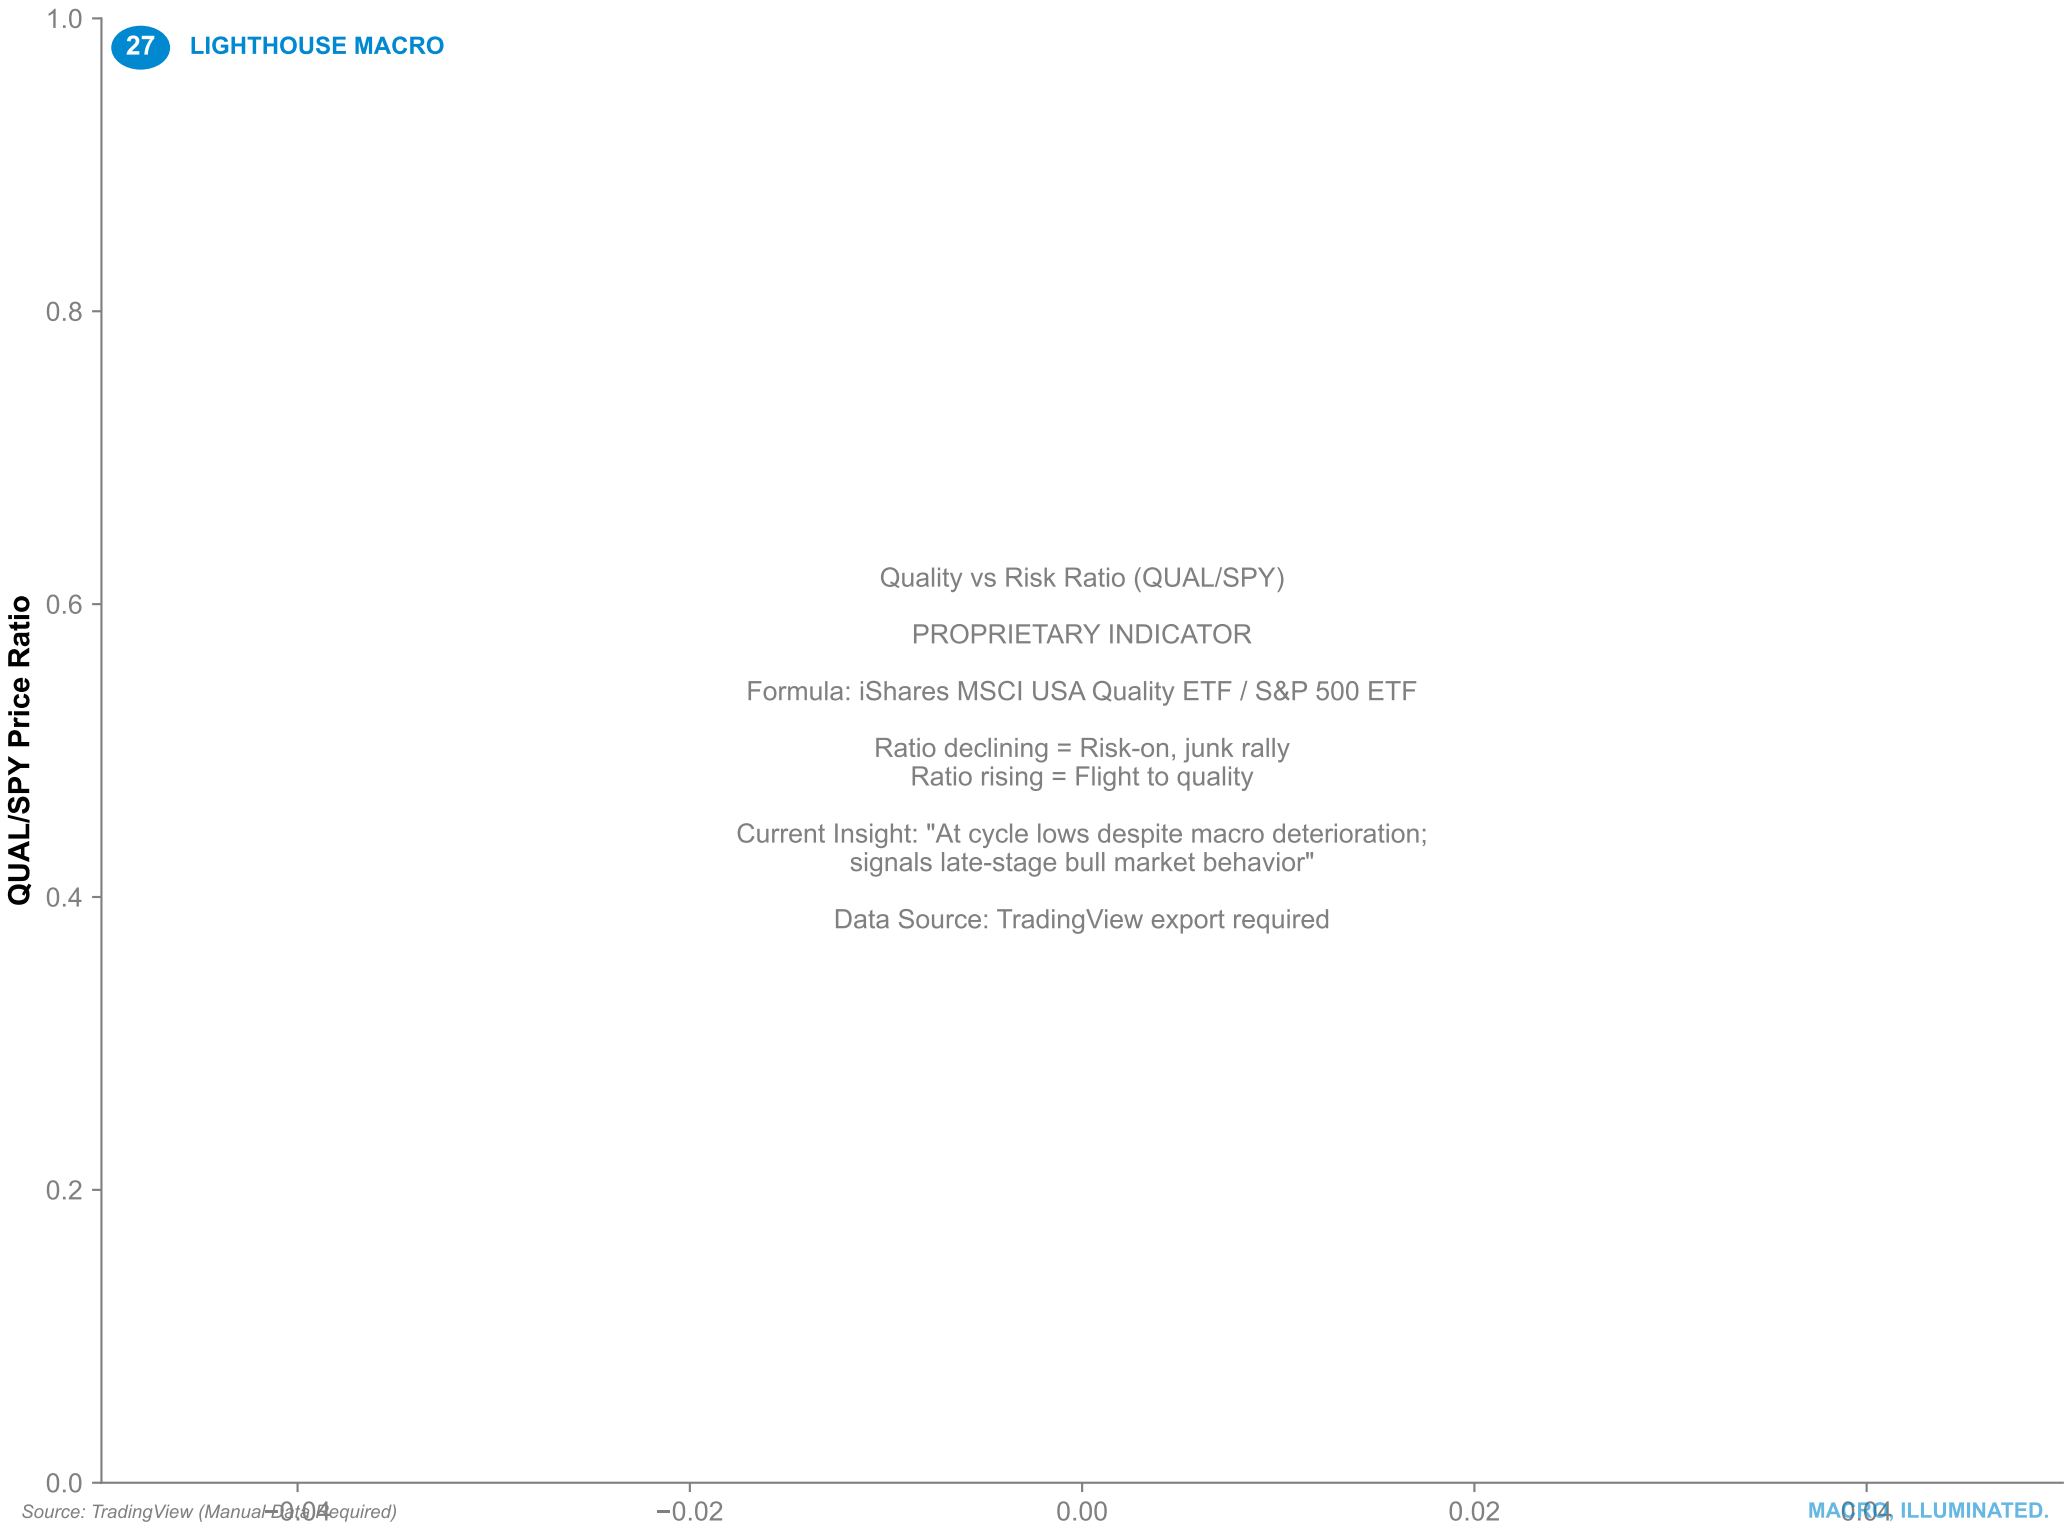 1.0
27 LIGHTHOUSE MACRO
0.8
0.6
0.4
0.2
0.0
QUAL/SPY Price Ratio
Quality vs Risk Ratio (QUAL/SPY)
PROPRIETARY INDICATOR
Formula: iShares MSCI USA Quality ETF / S&P 500 ETF
Ratio declining = Risk-on, junk rally
Ratio rising = Flight to quality
Current Insight: "At cycle lows despite macro deterioration;
signals late-stage bull market behavior"
Data Source: TradingView export required
−0.04
−0.02
0.00
0.02
0.04
Source: TradingView (Manual Data Required)
MACRO, ILLUMINATED.